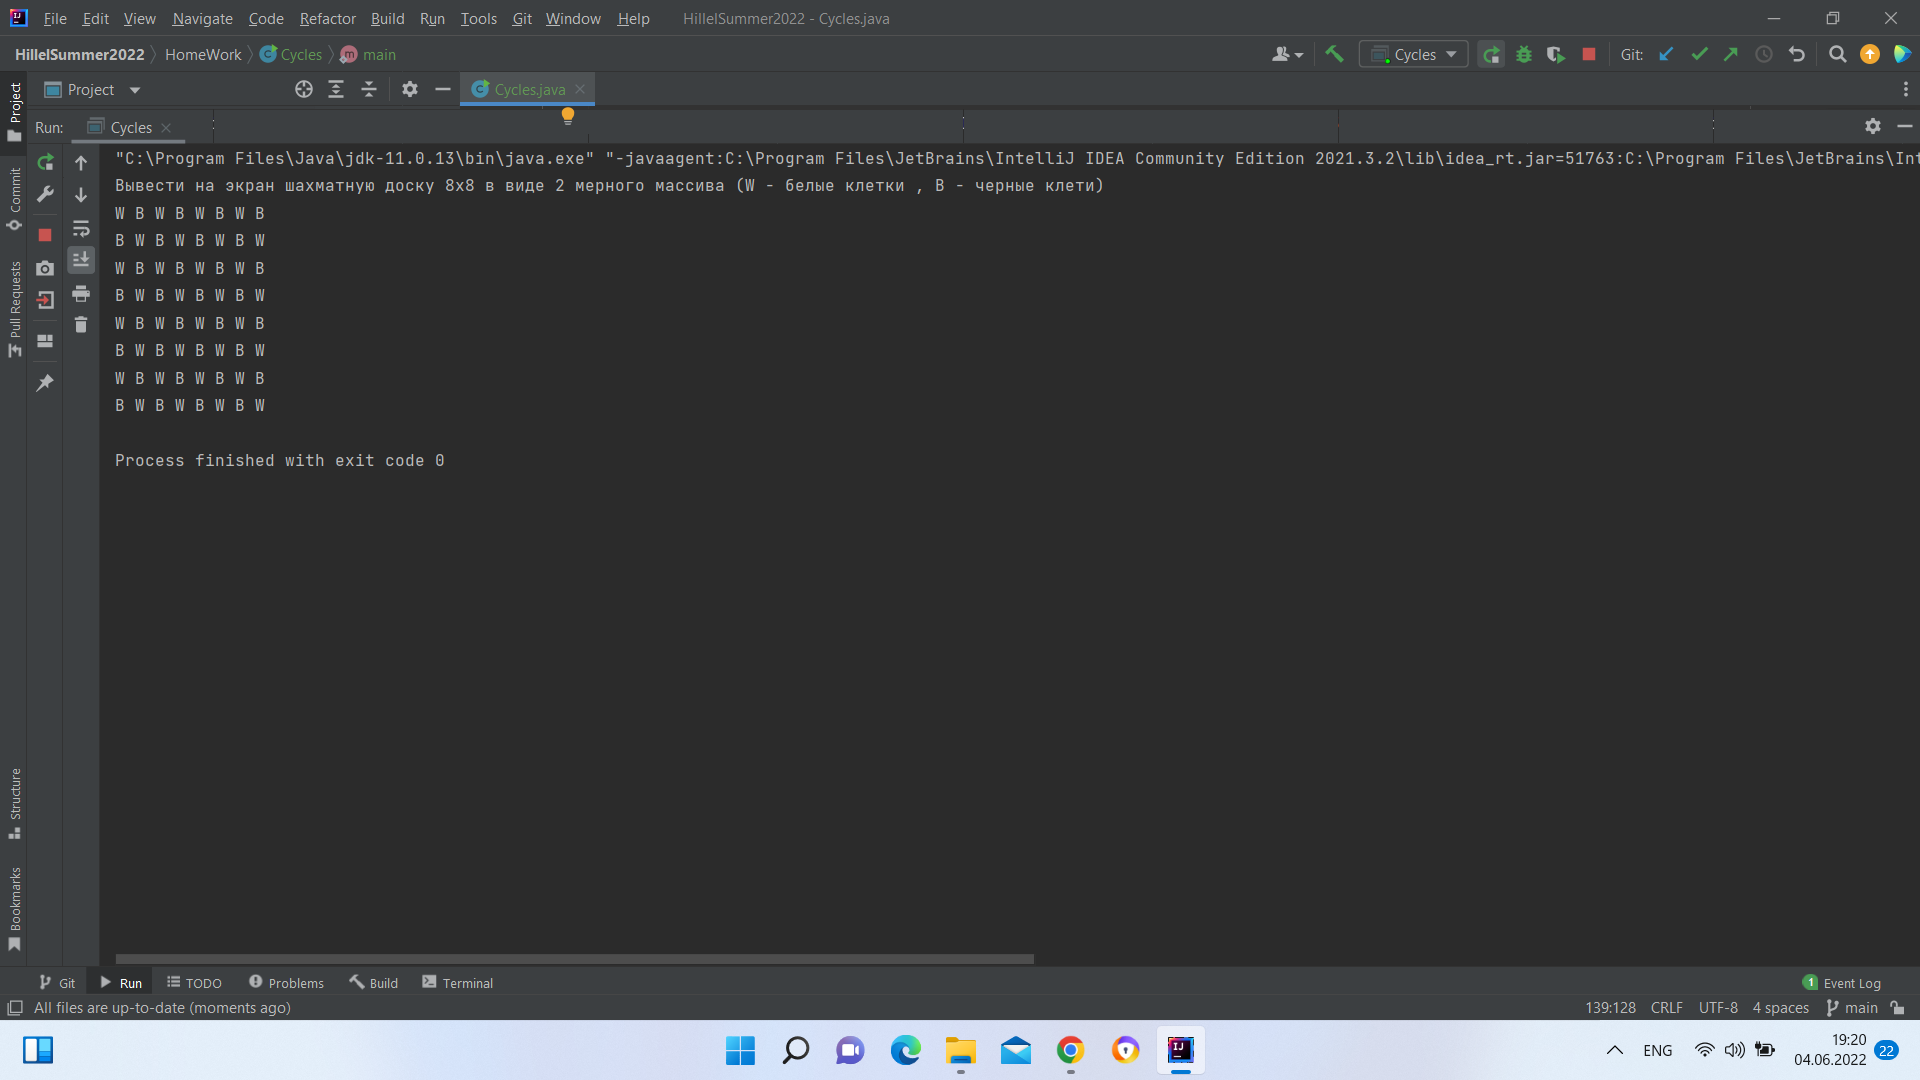 File Edit View Navigate Code Refactor Build Run Tools Git Window Help HillelSummer2022 - Cycles.java
HillelSummer2022 HomeWork Cycles main Cycles Git:
Project Cycles.java
Run: Cycles
"C:\Program Files\Java\jdk-11.0.13\bin\java.exe" "-javaagent:C:\Program Files\JetBrains\IntelliJ IDEA Community Edition 2021.3.2\lib\idea_rt.jar=51763:C:\Program Files\JetBrains\Int
Вывести на экран шахматную доску 8x8 в виде 2 мерного массива (W - белые клетки , B - черные клети)
W B W B W B W B
B W B W B W B W
W B W B W B W B
B W B W B W B W
W B W B W B W B
B W B W B W B W
W B W B W B W B
B W B W B W B W
Process finished with exit code 0
Project
Commit
Pull Requests
Structure
Bookmarks
Git Run TODO Problems Build Terminal 1 Event Log
All files are up-to-date (moments ago) 139:128 CRLF UTF-8 4 spaces main
ENG 19:20
04.06.2022 22